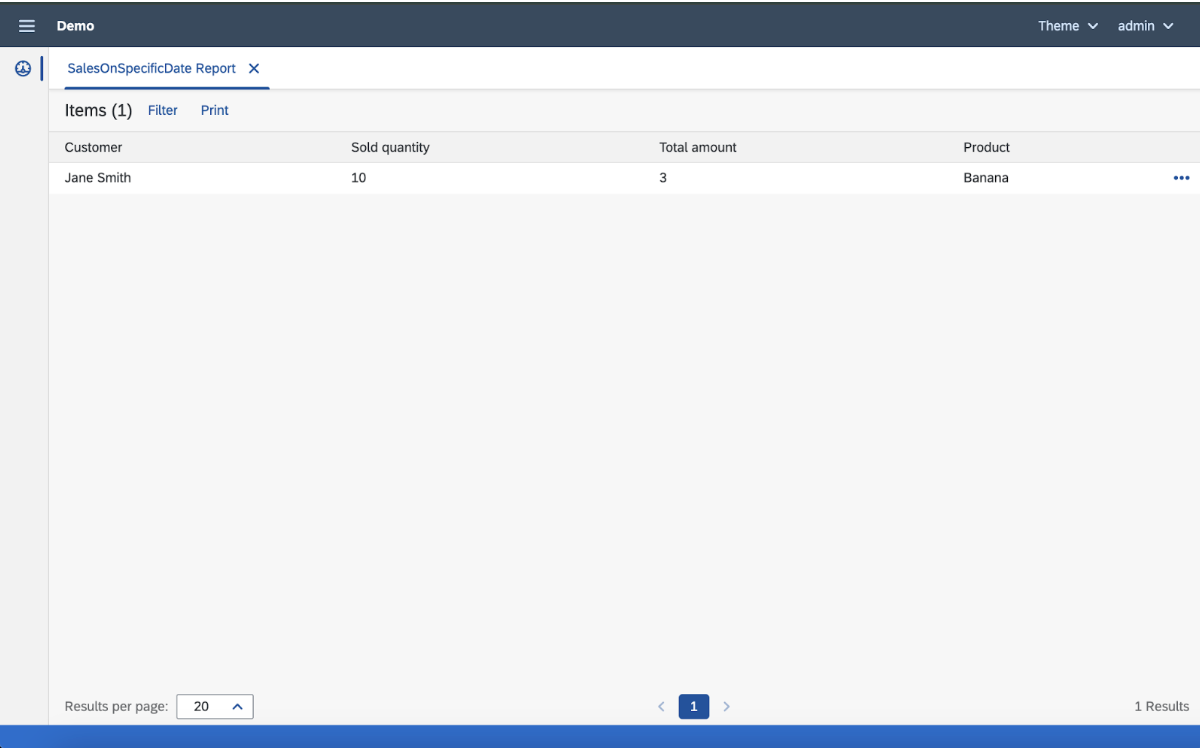 Demo Theme admin
SalesOnSpecificDate Report
Items (1) Filter Print
Customer Sold quantity Total amount Product
Jane Smith 10 3 Banana
Results per page: 20 1 1 Results